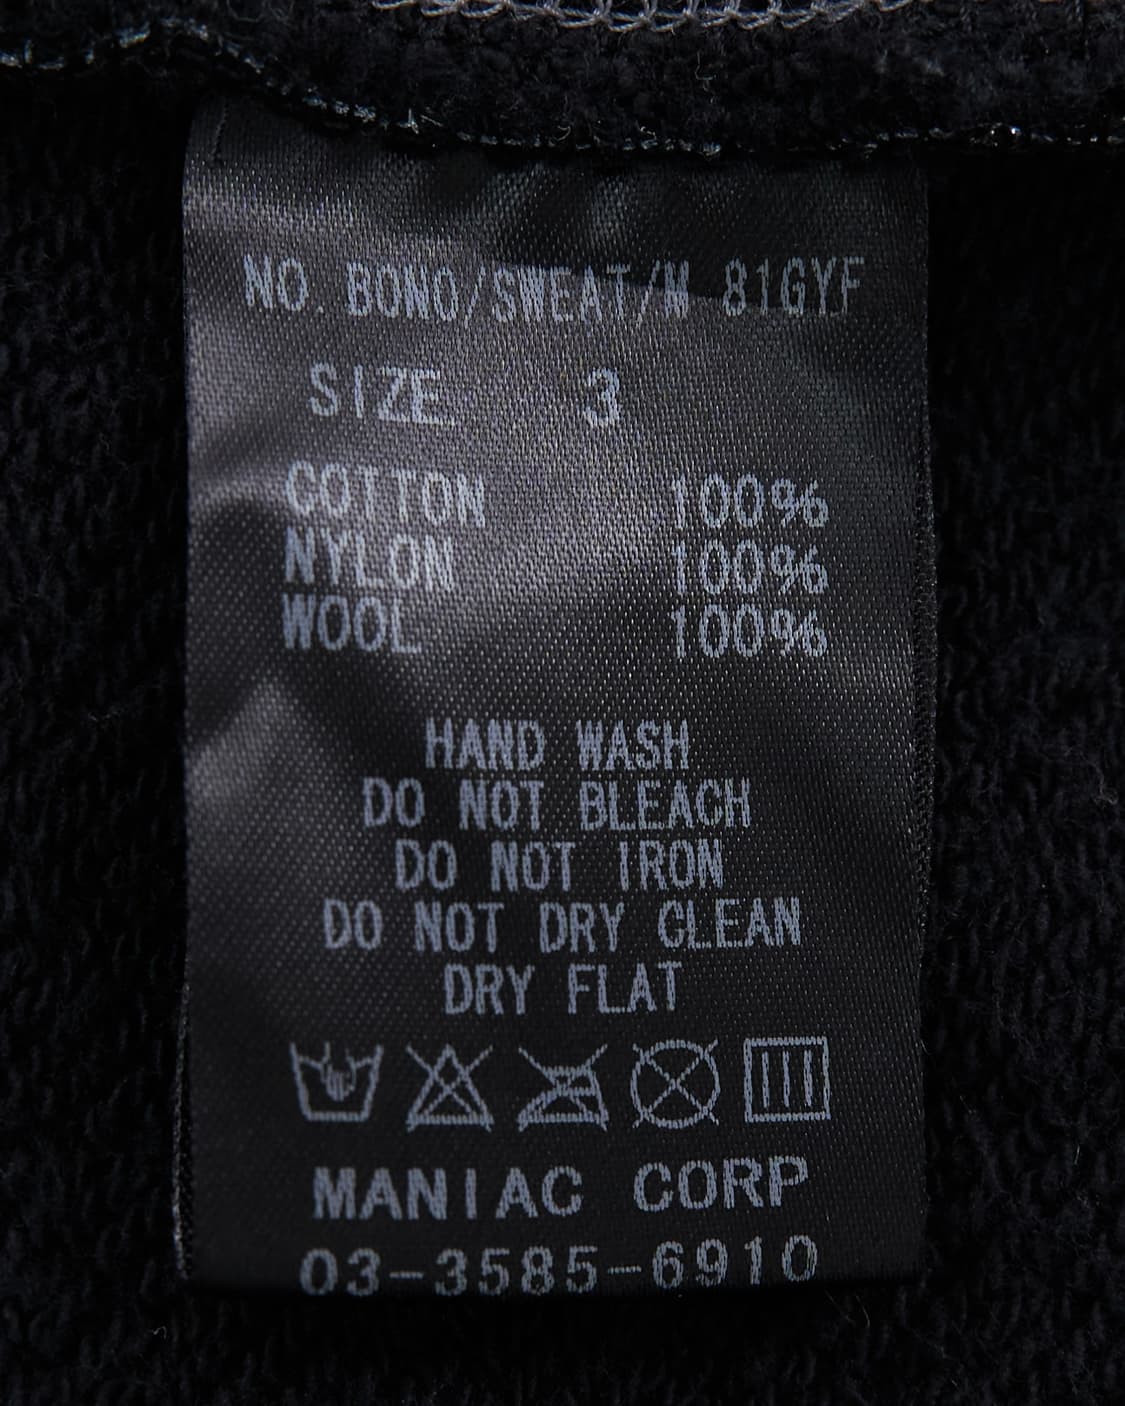 NO. BONO/SWEAT/M 81GYF
SIZE 3
COTTON 100%
NYLON 100%
WOOL 100%
HAND WASH
DO NOT BLEACH
DO NOT IRON
DO NOT DRY CLEAN
DRY FLAT
MANIAC CORP
03-3585-6910